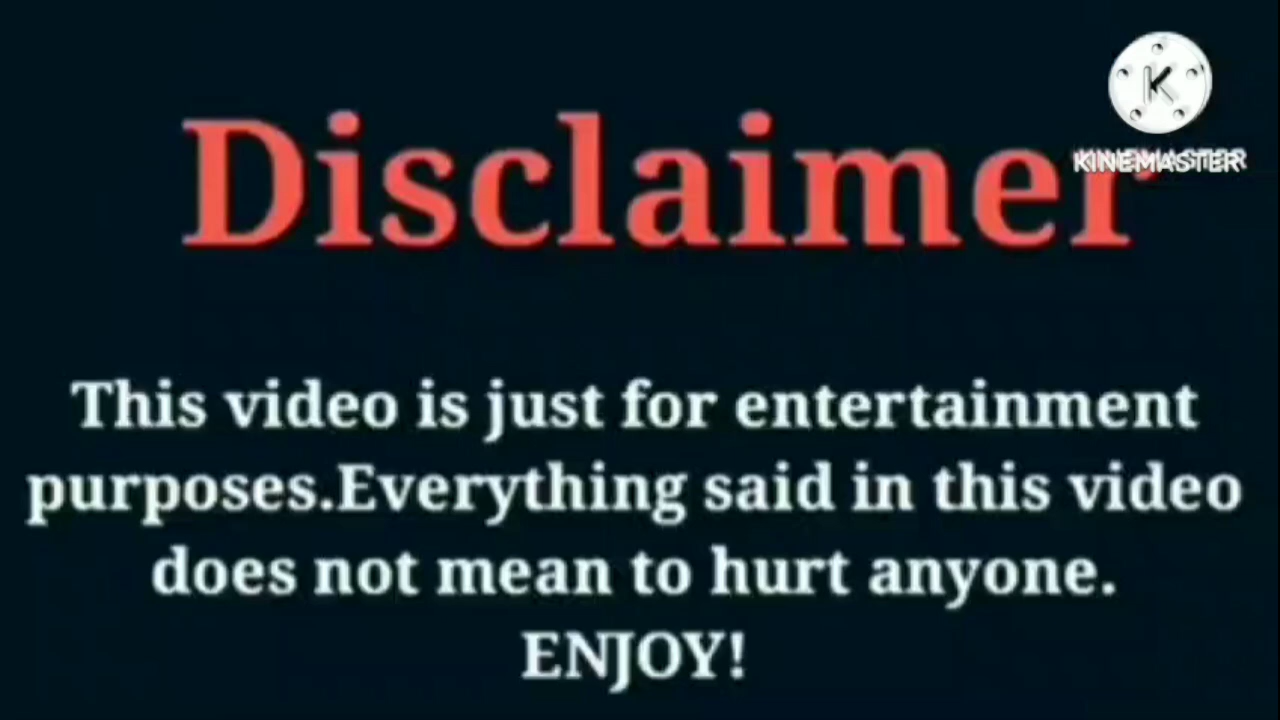 K
KINEMASTER
Disclaimer
This video is just for entertainment
purposes.Everything said in this video
does not mean to hurt anyone.
ENJOY!